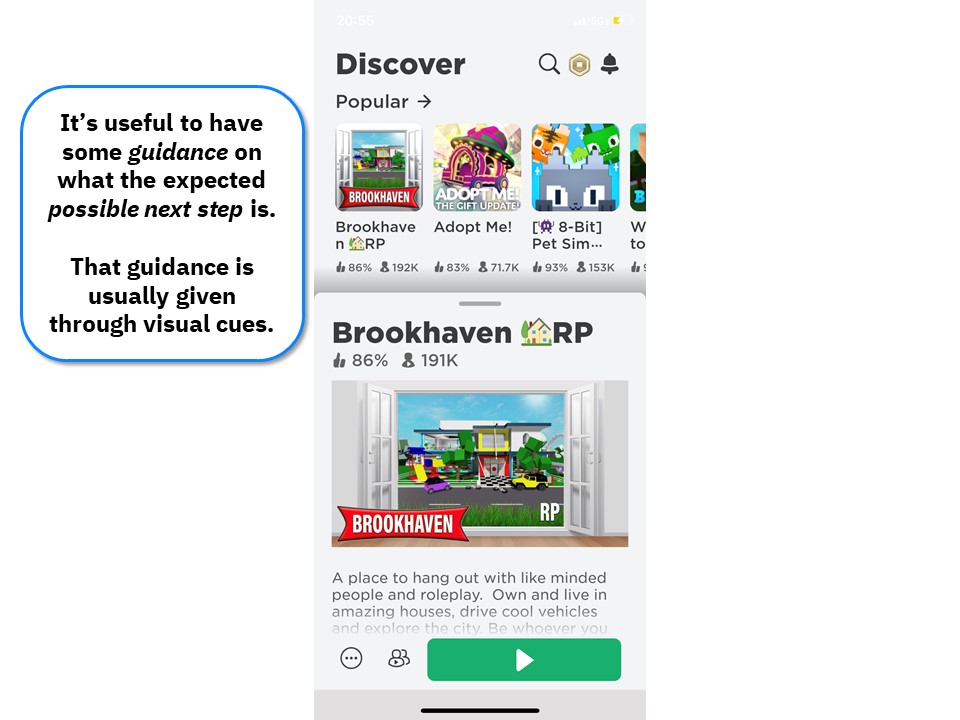 It's useful to have
some guidance on
what the expected
possible next step is.
That guidance is
usually given
through visual cues.
20:55
5G
Discover
Popular →
BROOKHAVEN
ADOPT ME!
THE GIFT UPDATE!
Brookhave
n 🏡RP
Adopt Me!
[👾 8-Bit]
Pet Sim...
W
to
86% 192K
83% 71.7K
93% 153K
9
Brookhaven 🏡RP
86% 191K
BROOKHAVEN
RP
A place to hang out with like minded
people and roleplay. Own and live in
amazing houses, drive cool vehicles
and explore the city. Be whoever you